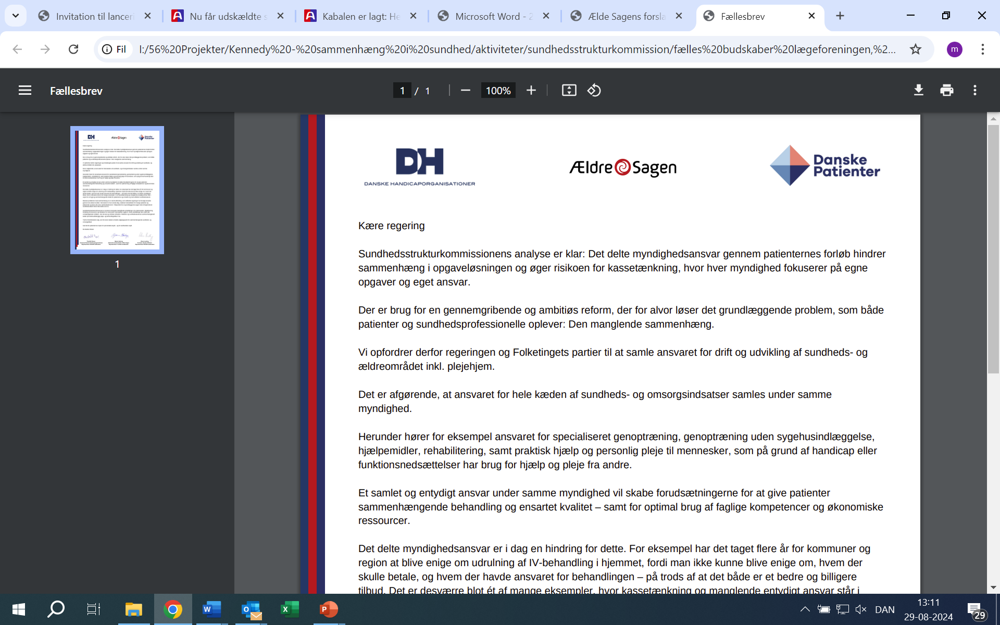 Invitation til lanceri
Nu får udskældte s
Kabalen er lagt: He
Microsoft Word - 2
Ælde Sagens forsla
Fællesbrev
Fil
I:/56%20Projekter/Kennedy%20-%20sammenhæng%20i%20sundhed/aktiviteter/sundhedsstrukturkommission/fælles%20budskaber%20lægeforeningen,%2...
m
Fællesbrev
1 / 1
100%
1
DH
DANSKE HANDICAPORGANISATIONER
Ældre Sagen
Danske
Patienter
Kære regering
Sundhedsstrukturkommissionens analyse er klar: Det delte myndighedsansvar gennem patienternes forløb hindrer
sammenhæng i opgaveløsningen og øger risikoen for kassetænkning, hvor hver myndighed fokuserer på egne
opgaver og eget ansvar.
Der er brug for en gennemgribende og ambitiøs reform, der for alvor løser det grundlæggende problem, som både
patienter og sundhedsprofessionelle oplever: Den manglende sammenhæng.
Vi opfordrer derfor regeringen og Folketingets partier til at samle ansvaret for drift og udvikling af sundheds- og
ældreområdet inkl. plejehjem.
Det er afgørende, at ansvaret for hele kæden af sundheds- og omsorgsindsatser samles under samme
myndighed.
Herunder hører for eksempel ansvaret for specialiseret genoptræning, genoptræning uden sygehusindlæggelse,
hjælpemidler, rehabilitering, samt praktisk hjælp og personlig pleje til mennesker, som på grund af handicap eller
funktionsnedsættelser har brug for hjælp og pleje fra andre.
Et samlet og entydigt ansvar under samme myndighed vil skabe forudsætningerne for at give patienter
sammenhængende behandling og ensartet kvalitet – samt for optimal brug af faglige kompetencer og økonomiske
ressourcer.
Det delte myndighedsansvar er i dag en hindring for dette. For eksempel har det taget flere år for kommuner og
region at blive enige om udrulning af IV-behandling i hjemmet, fordi man ikke kunne blive enige om, hvem der
skulle betale, og hvem der havde ansvaret for behandlingen – på trods af at det både er et bedre og billigere
tilbud. Det er desværre blot ét af mange eksempler, hvor kassetænkning og manglende entydigt ansvar står i
DAN
13:11
29-08-2024
29